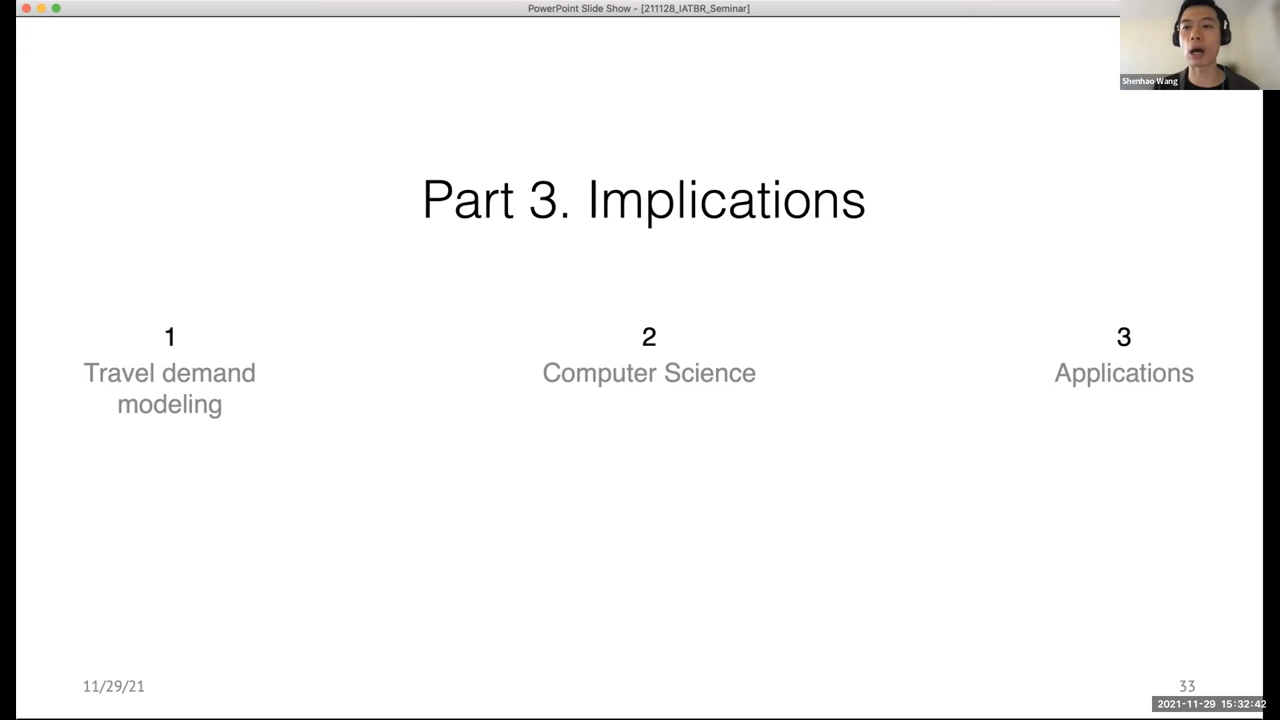 PowerPoint Slide Show - [211128_IATBR_Seminar]
Shenhao Wang
Part 3. Implications
1
Travel demand
modeling
2
Computer Science
3
Applications
11/29/21
33
2021-11-29 15:32:42